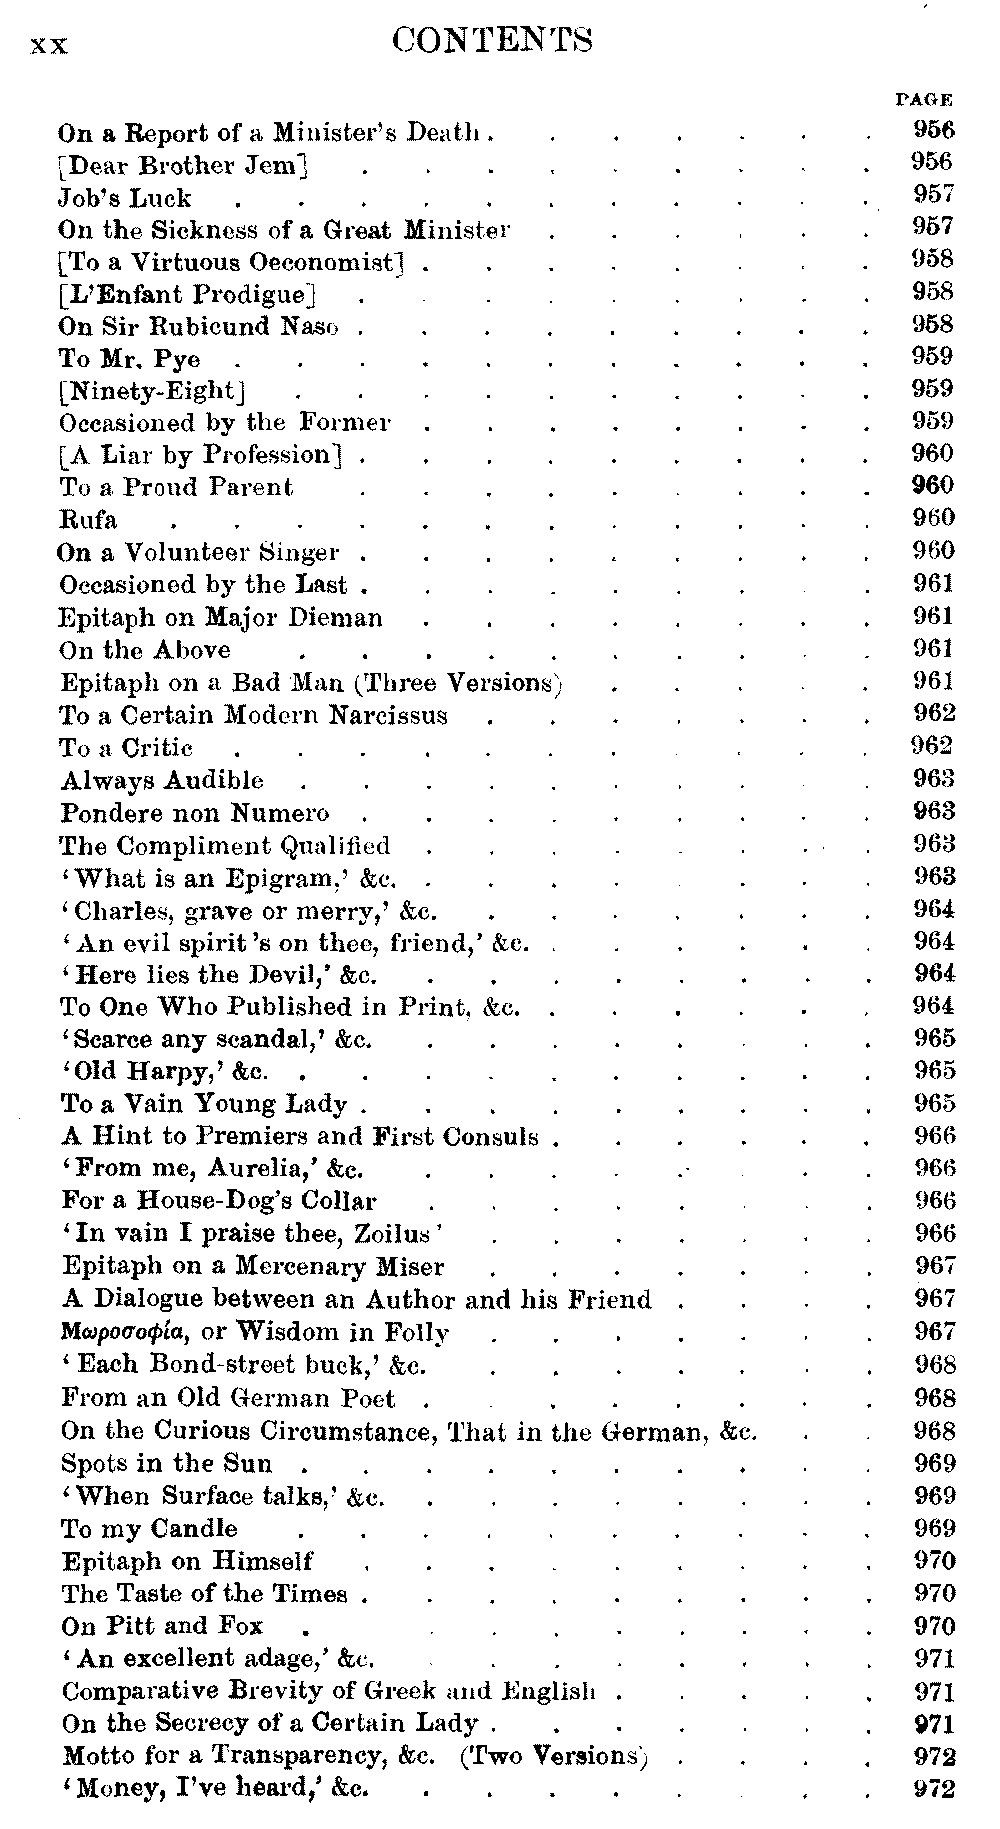 xx CONTENTS
PAGE
On a Report of a Minister's Death . . . . . . . 956
[Dear Brother Jem] . . . . . . . . . 956
Job's Luck . . . . . . . . . . . 957
On the Sickness of a Great Minister . . . . . . 957
[To a Virtuous Oeconomist] . . . . . . . . 958
[L'Enfant Prodigue] . . . . . . . . . 958
On Sir Rubicund Naso . . . . . . . . . 958
To Mr. Pye . . . . . . . . . . . 959
[Ninety-Eight] . . . . . . . . . . 959
Occasioned by the Former . . . . . . . . 959
[A Liar by Profession] . . . . . . . . . 960
To a Proud Parent . . . . . . . . . 960
Rufa . . . . . . . . . . . . 960
On a Volunteer Singer . . . . . . . . . 960
Occasioned by the Last . . . . . . . . . 961
Epitaph on Major Dieman . . . . . . . . 961
On the Above . . . . . . . . . . 961
Epitaph on a Bad Man (Three Versions) . . . . . 961
To a Certain Modern Narcissus . . . . . . . 962
To a Critic . . . . . . . . . . . 962
Always Audible . . . . . . . . . . 963
Pondere non Numero . . . . . . . . . 963
The Compliment Qualified . . . . . . . . 963
'What is an Epigram,' &c. . . . . . . . . 963
'Charles, grave or merry,' &c. . . . . . . . 964
'An evil spirit's on thee, friend,' &c. . . . . . . 964
'Here lies the Devil,' &c. . . . . . . . . 964
To One Who Published in Print, &c. . . . . . . 964
'Scarce any scandal,' &c. . . . . . . . . 965
'Old Harpy,' &c. . . . . . . . . . . 965
To a Vain Young Lady . . . . . . . . . 965
A Hint to Premiers and First Consuls . . . . . . 966
'From me, Aurelia,' &c. . . . . . . . . 966
For a House-Dog's Collar . . . . . . . . 966
'In vain I praise thee, Zoilus' . . . . . . . 966
Epitaph on a Mercenary Miser . . . . . . . 967
A Dialogue between an Author and his Friend . . . . 967
Μωροσοφία, or Wisdom in Folly . . . . . . . 967
'Each Bond-street buck,' &c. . . . . . . . 968
From an Old German Poet . . . . . . . . 968
On the Curious Circumstance, That in the German, &c. . . 968
Spots in the Sun . . . . . . . . . . 969
'When Surface talks,' &c. . . . . . . . . 969
To my Candle . . . . . . . . . . 969
Epitaph on Himself . . . . . . . . . 970
The Taste of the Times . . . . . . . . . 970
On Pitt and Fox . . . . . . . . . 970
'An excellent adage,' &c. . . . . . . . . 971
Comparative Brevity of Greek and English . . . . . 971
On the Secrecy of a Certain Lady . . . . . . . 971
Motto for a Transparency, &c. (Two Versions) . . . . 972
'Money, I've heard,' &c. . . . . . . . . 972